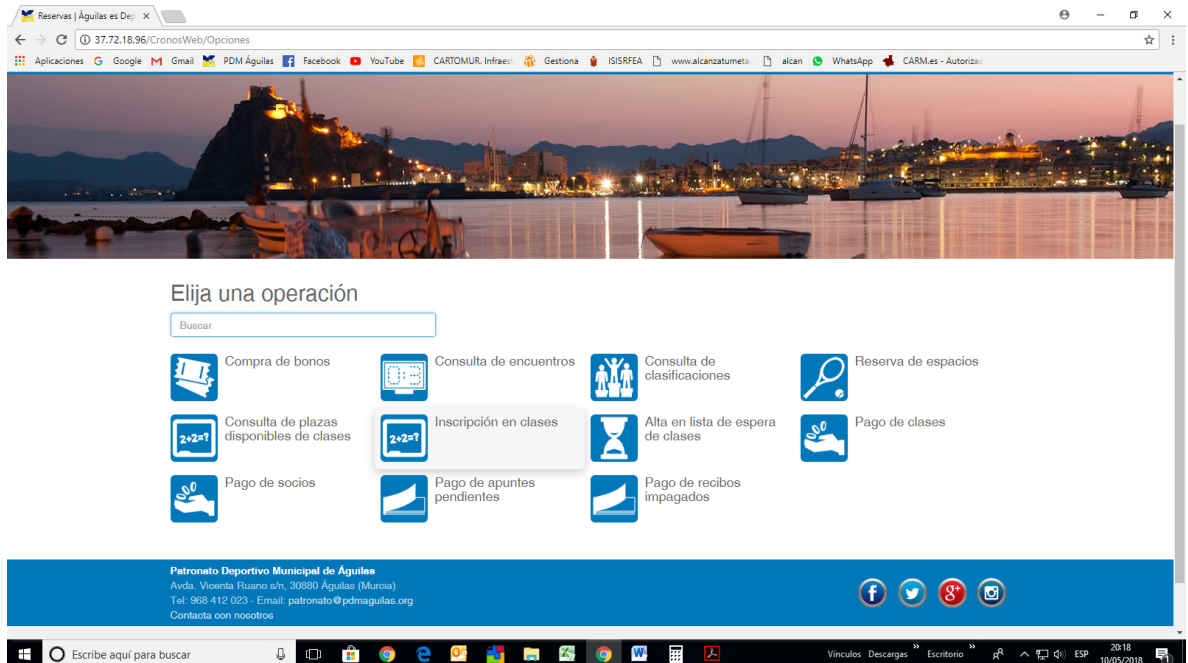 Reservas | Águilas es Dep
37.72.18.96/CronosWeb/Opciones
Aplicaciones Google Gmail PDM Águilas Facebook YouTube CARTOMUR. Infraest Gestiona ISISRFEA www.alcanzatumeta. alcan WhatsApp CARM.es - Autorizac
Elija una operación
Buscar
Compra de bonos
Consulta de encuentros
Consulta de
clasificaciones
Reserva de espacios
2+2=?
Consulta de plazas
disponibles de clases
2+2=?
Inscripción en clases
Alta en lista de espera
de clases
Pago de clases
Pago de socios
Pago de apuntes
pendientes
Pago de recibos
impagados
Patronato Deportivo Municipal de Águilas
Avda. Vicenta Ruano s/n, 30880 Águilas (Murcia)
Tel: 968 412 023 - Email: patronato@pdmaguilas.org
Contacta con nosotros
Escribe aquí para buscar
Vínculos Descargas » Escritorio » ESP 20:18
10/05/2018